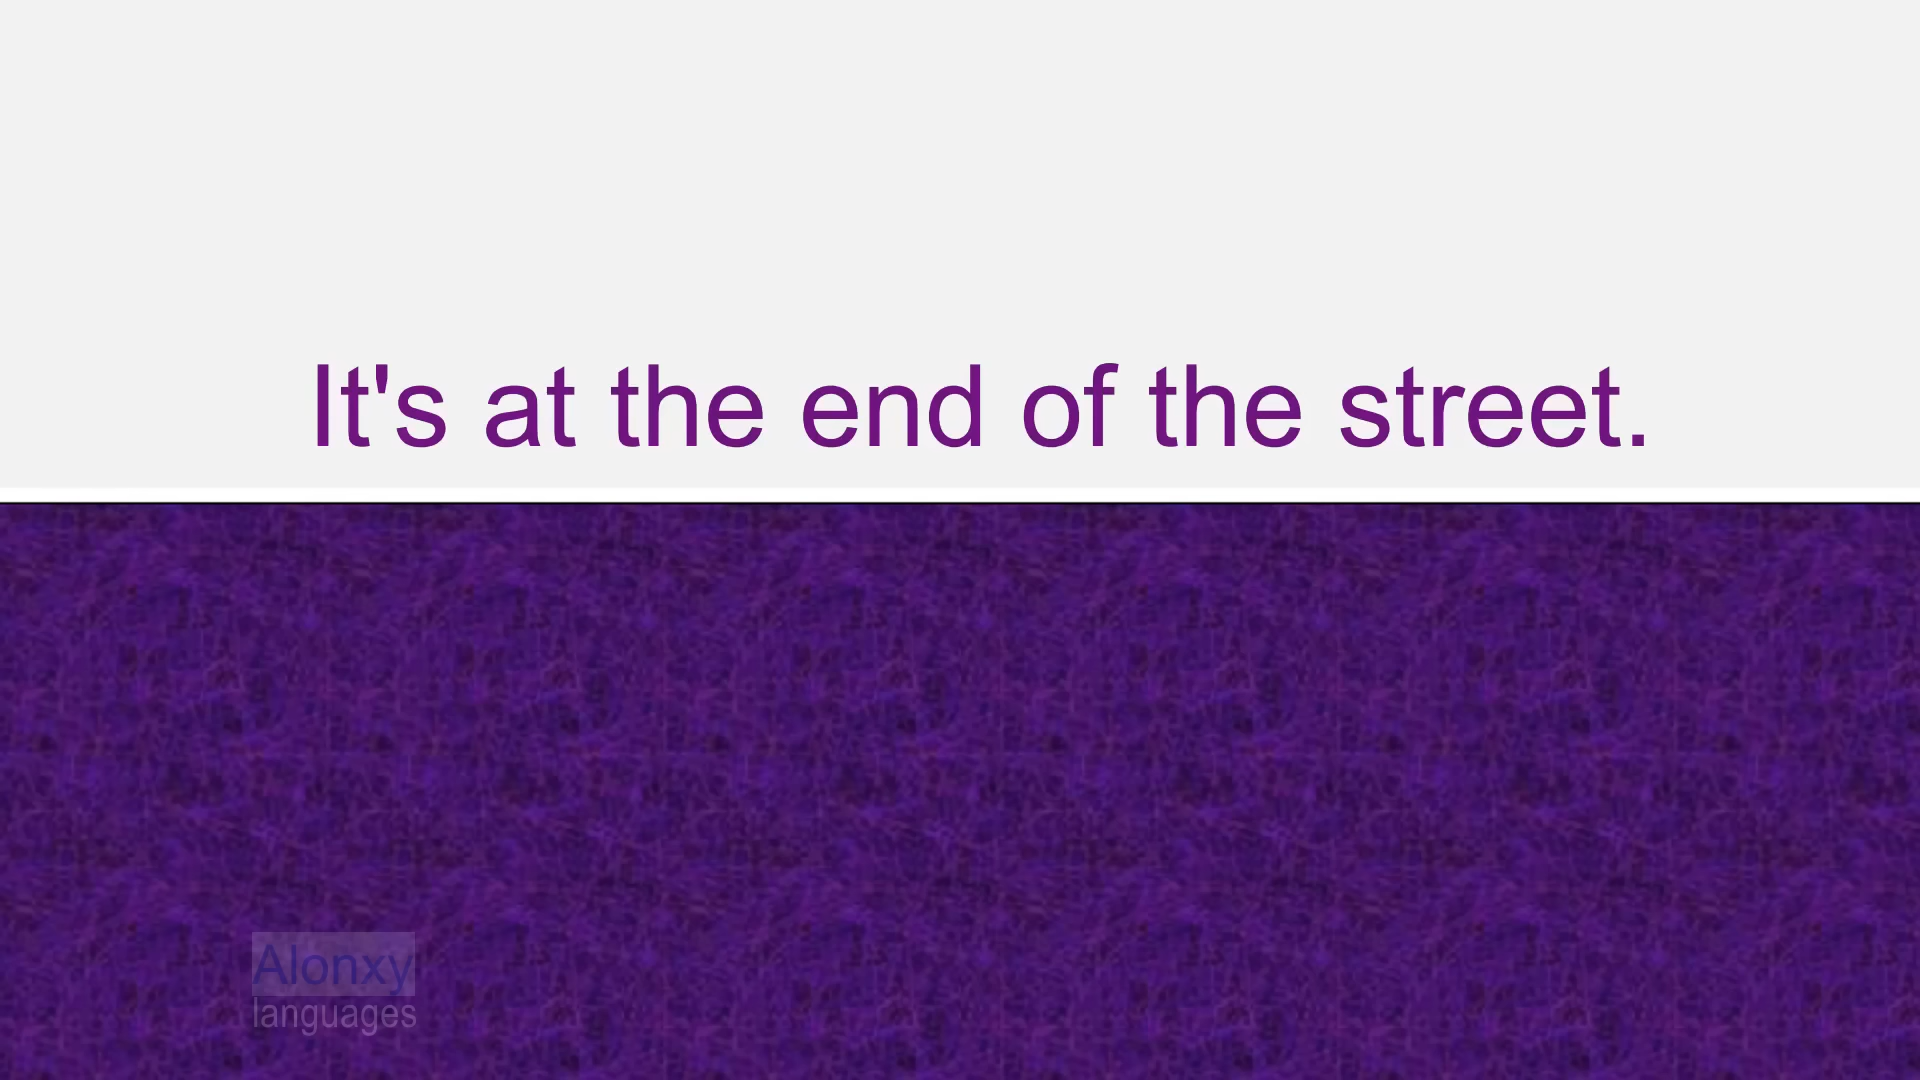 It's at the end of the street.
Alonxy
languages